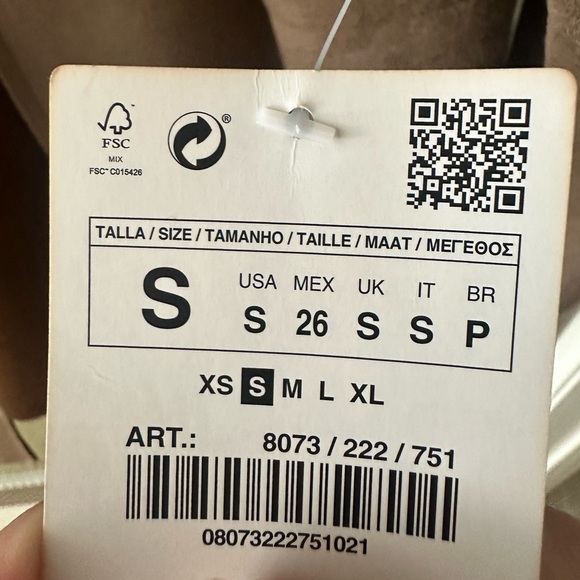 FSC
MIX
FSC™ C015426
®
TALLA / SIZE / TAMANHO / TAILLE / MAAT / ΜΕΓΕΘΟΣ
S
USA MEX UK IT BR
S 26 S S P
XS S M L XL
ART.: 8073 / 222 / 751
08073222751021